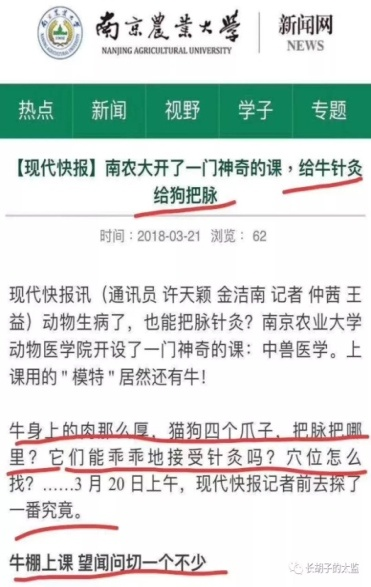 南京農業大學
NANJING AGRICULTURAL UNIVERSITY
新闻网
NEWS
热点 新闻 视野 学子 专题
【现代快报】南农大开了一门神奇的课，给牛针灸
给狗把脉
时间：2018-03-21 浏览： 62
现代快报讯（通讯员 许天颖 金洁南 记者 仲茜 王
益）动物生病了，也能把脉针灸？南京农业大学
动物医学院开设了一门神奇的课：中兽医学。上
课用的＂模特＂居然还有牛！
牛身上的肉那么厚，猫狗四个爪子，把脉把哪
里？它们能乖乖地接受针灸吗？穴位怎么
找？……3 月 20 日上午，现代快报记者前去探了
一番究竟。
牛棚上课 望闻问切一个不少
长胡子的大监